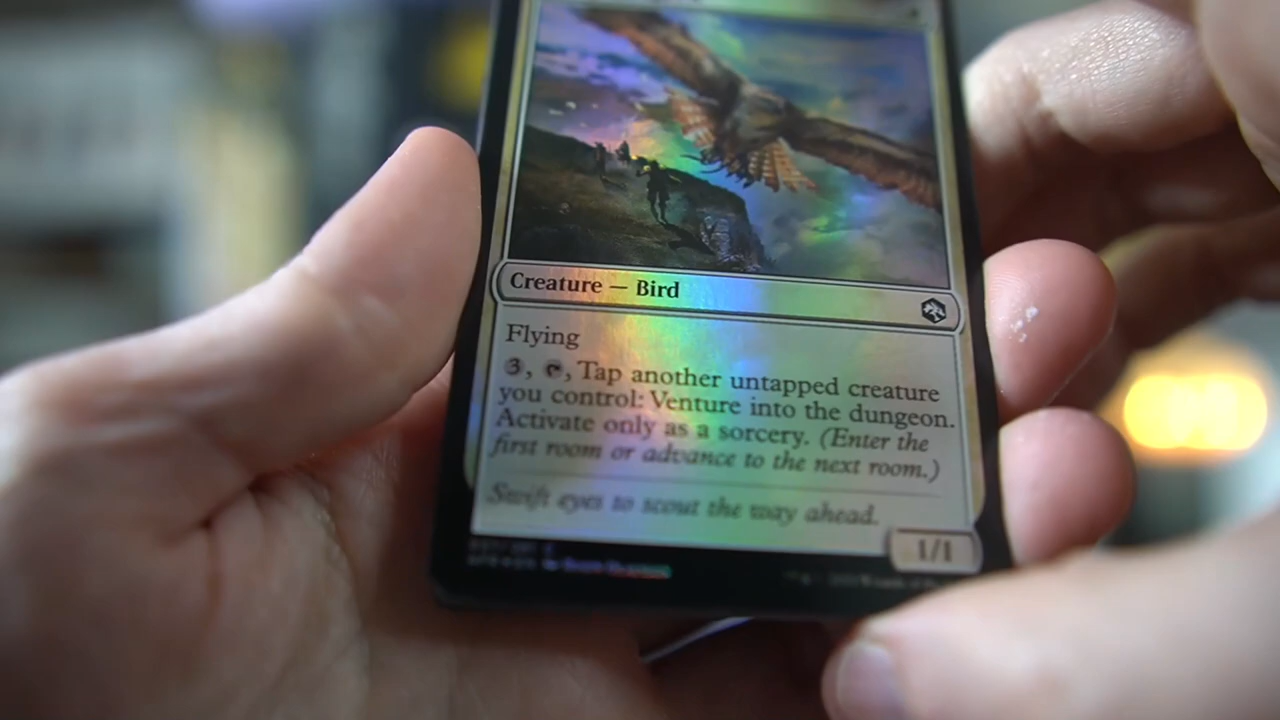 Creature — Bird
Flying
3, T, Tap another untapped creature
you control: Venture into the dungeon.
Activate only as a sorcery. (Enter the
first room or advance to the next room.)
Swift eyes to scout the way ahead.
1/1